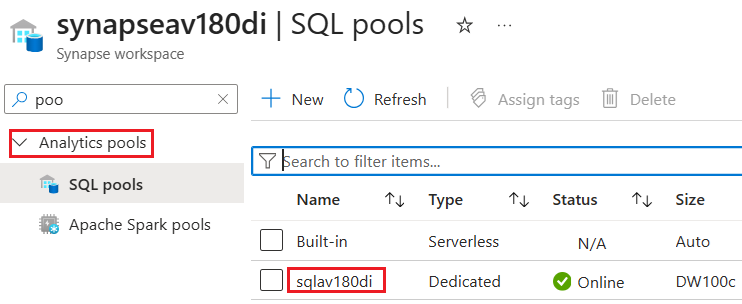 synapseav180di | SQL pools
Synapse workspace
poo
New Refresh Assign tags Delete
Analytics pools
Search to filter items...
SQL pools
Name Type Status Size
Apache Spark pools
Built-in Serverless N/A Auto
sqlav180di Dedicated Online DW100c